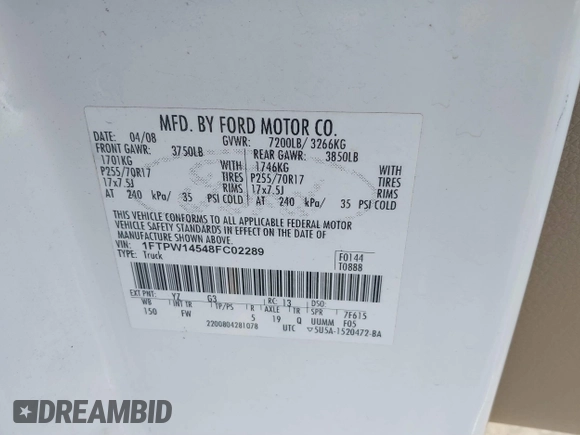 MFD. BY FORD MOTOR CO.
DATE: 04/08 GVWR: 7200LB/ 3266KG
FRONT GAWR: 3750LB REAR GAWR: 3850LB
1701KG WITH 1746KG WITH
P255/70R17 TIRES P255/70R17 TIRES
17x7.5J RIMS 17x7.5J RIMS
AT 240 kPa/ 35 PSI COLD AT 240 kPa/ 35 PSI COLD
THIS VEHICLE CONFORMS TO ALL APPLICABLE FEDERAL MOTOR
VEHICLE SAFETY STANDARDS IN EFFECT ON THE DATE OF
MANUFACTURE SHOWN ABOVE.
VIN: 1FTPW14548FC02289
TYPE: Truck
F0144
T0888
EXT PNT: YZ G3 RC: 13 DSO:
WB INT TR TP/PS R AXLE TR SPR 7F615
150 FW 5 19 Q UUMM F05
2200804281078 UTC ▽5U5A-1520472-BA
DREAMBID